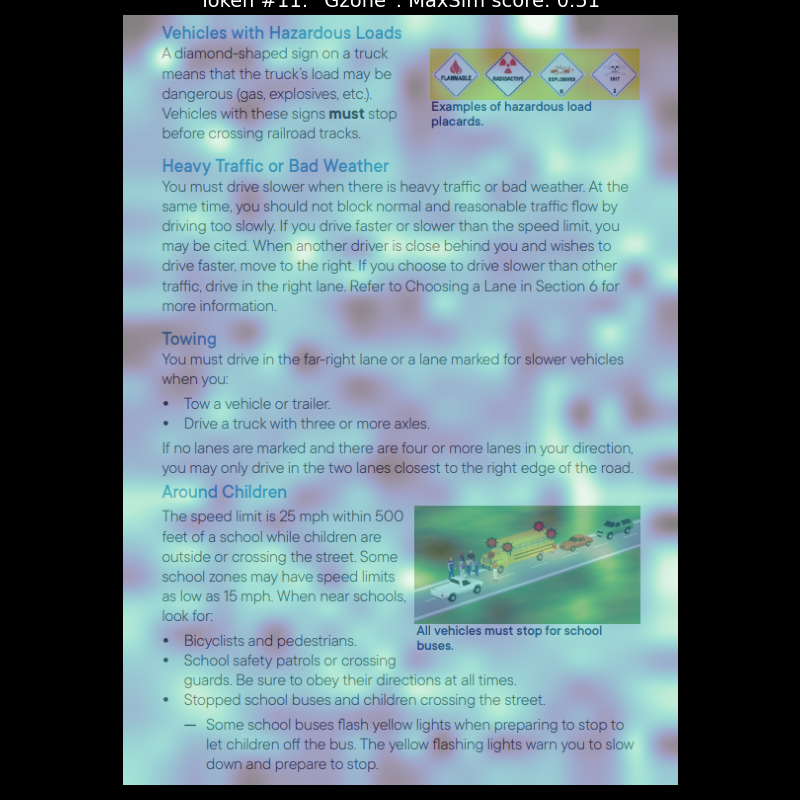 Token #11: "Gzone". MaxSim score: 0.51
Vehicles with Hazardous Loads
A diamond-shaped sign on a truck
means that the truck's load may be
dangerous (gas, explosives, etc.).
Vehicles with these signs must stop
before crossing railroad tracks.
FLAMMABLE
RADIOACTIVE
EXPLOSIVES
Examples of hazardous load
placards.
Heavy Traffic or Bad Weather
You must drive slower when there is heavy traffic or bad weather. At the
same time, you should not block normal and reasonable traffic flow by
driving too slowly. If you drive faster or slower than the speed limit, you
may be cited. When another driver is close behind you and wishes to
drive faster, move to the right. If you choose to drive slower than other
traffic, drive in the right lane. Refer to Choosing a Lane in Section 6 for
more information.
Towing
You must drive in the far-right lane or a lane marked for slower vehicles
when you:
• Tow a vehicle or trailer.
• Drive a truck with three or more axles.
If no lanes are marked and there are four or more lanes in your direction,
you may only drive in the two lanes closest to the right edge of the road.
Around Children
The speed limit is 25 mph within 500
feet of a school while children are
outside or crossing the street. Some
school zones may have speed limits
as low as 15 mph. When near schools,
look for:
All vehicles must stop for school
buses.
• Bicyclists and pedestrians.
• School safety patrols or crossing
guards. Be sure to obey their directions at all times.
• Stopped school buses and children crossing the street.
— Some school buses flash yellow lights when preparing to stop to
let children off the bus. The yellow flashing lights warn you to slow
down and prepare to stop.